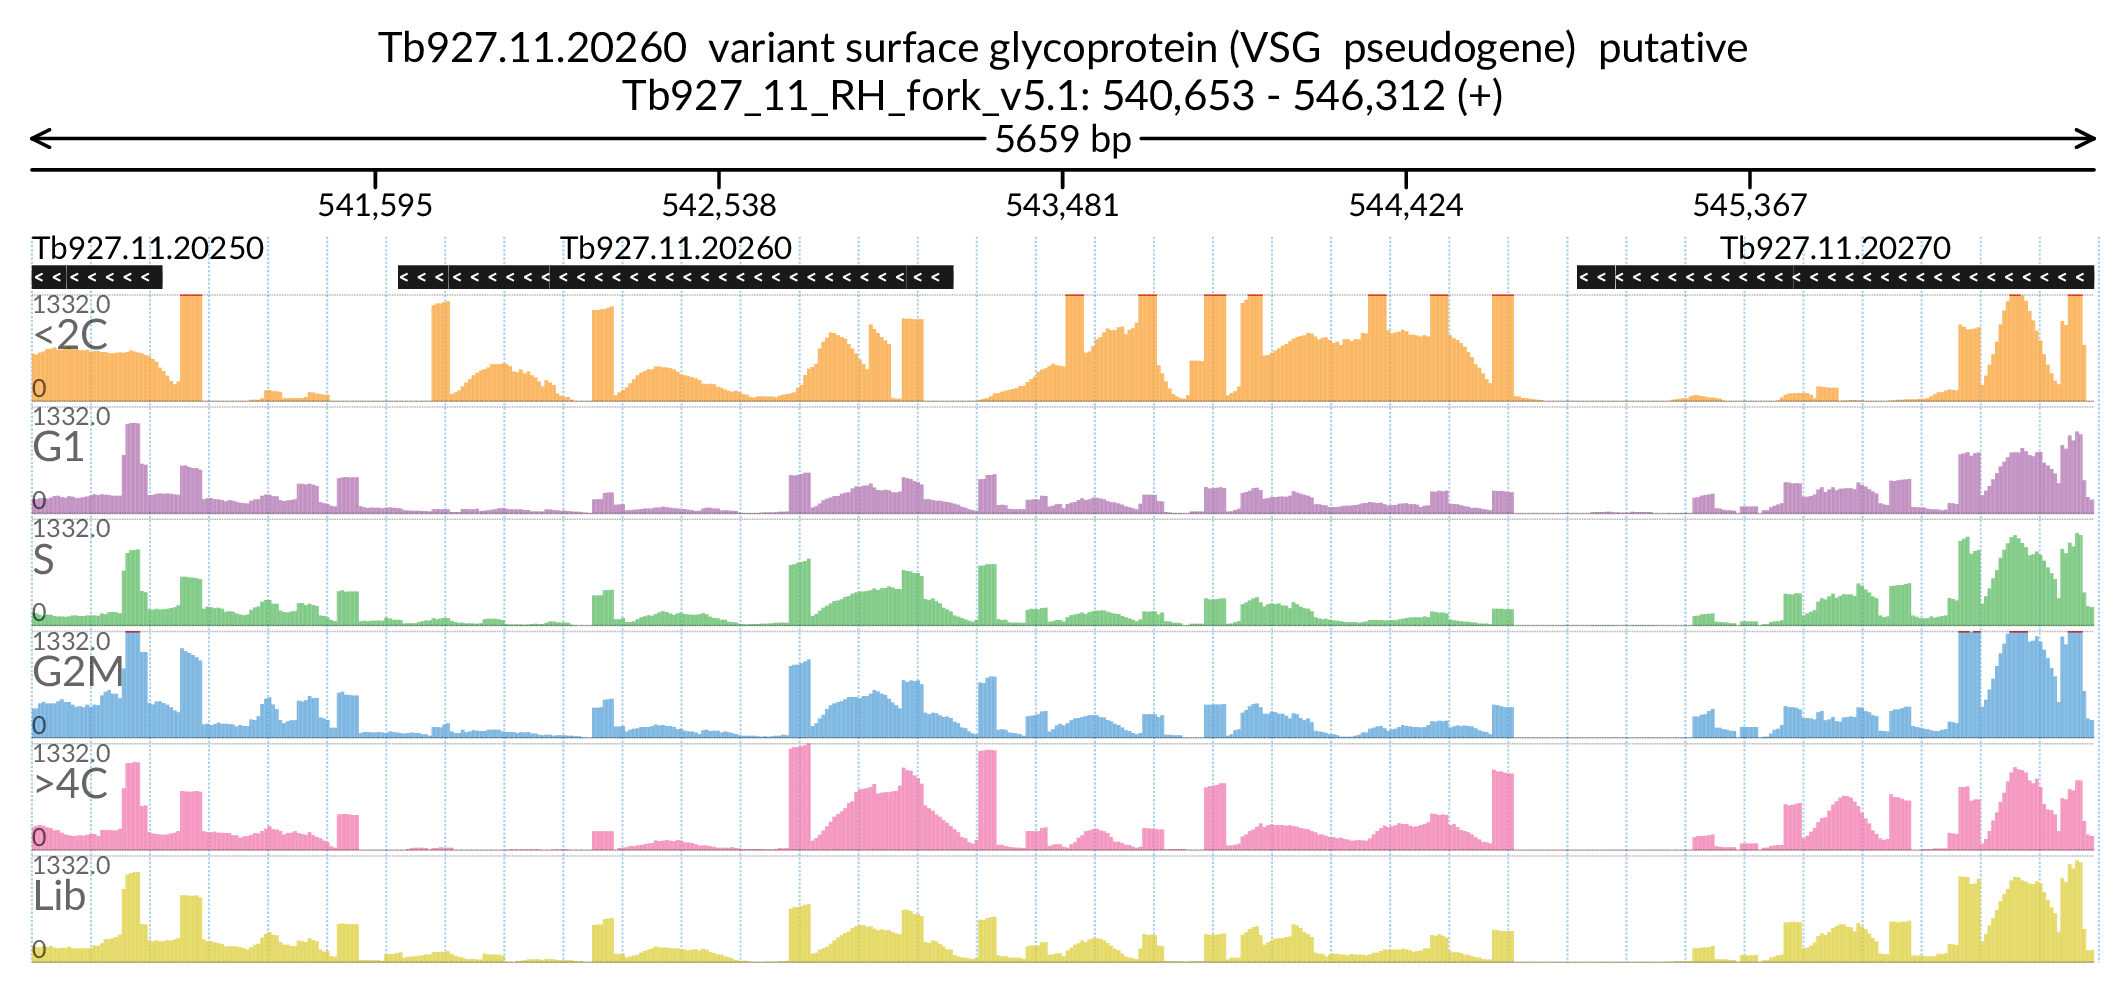 Tb927.11.20260 variant surface glycoprotein (VSG pseudogene) putative
Tb927_11_RH_fork_v5.1: 540,653 - 546,312 (+)
5659 bp
541,595 542,538 543,481 544,424 545,367
Tb927.11.20250 Tb927.11.20260 Tb927.11.20270
1332.0
<2C
0
1332.0
G1
0
1332.0
S
0
1332.0
G2M
0
1332.0
>4C
0
1332.0
Lib
0